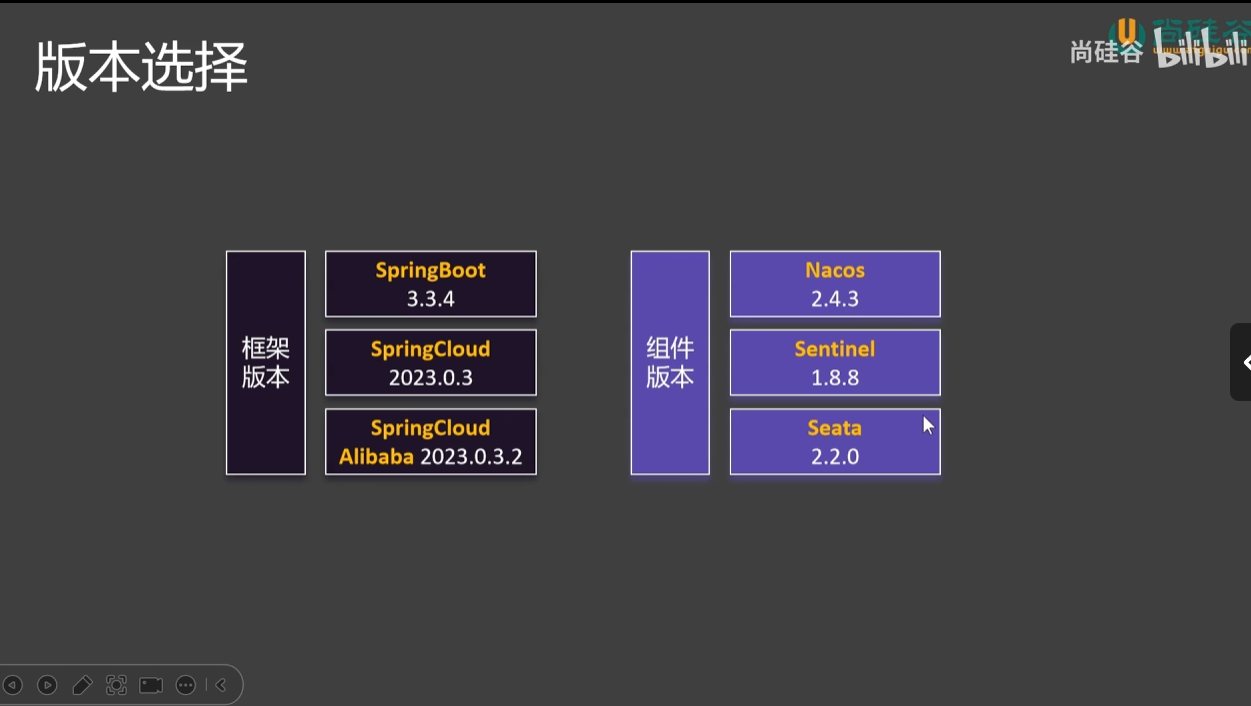 版本选择
尚硅谷
bilibili
框架
版本
SpringBoot
3.3.4
SpringCloud
2023.0.3
SpringCloud
Alibaba 2023.0.3.2
组件
版本
Nacos
2.4.3
Sentinel
1.8.8
Seata
2.2.0